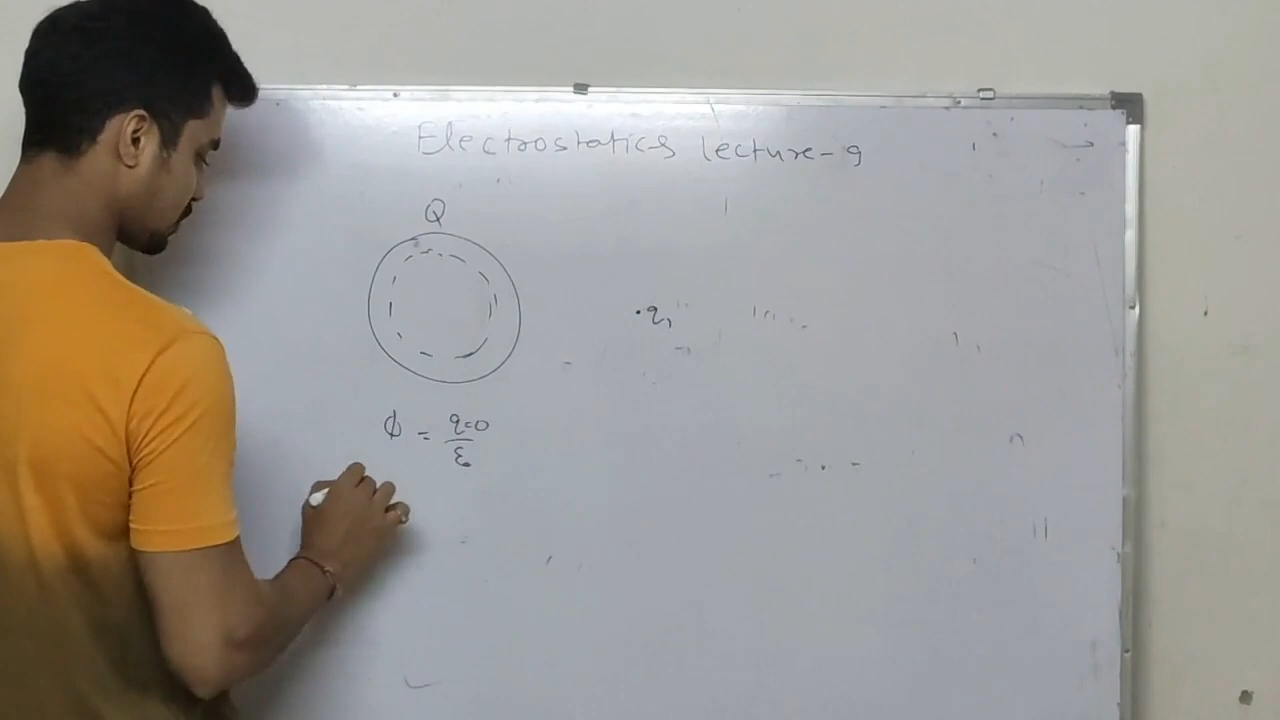 Electrostatics lecture-9
Q
.q₁
ϕ = q=0/ε₀